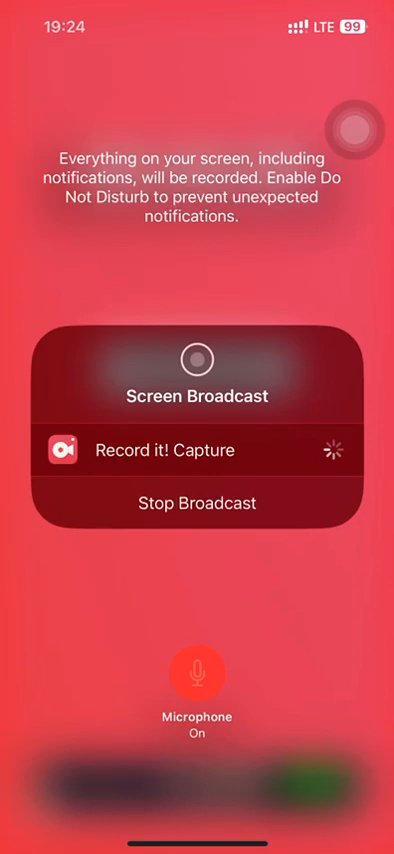 19:24
LTE 99
Everything on your screen, including
notifications, will be recorded. Enable Do
Not Disturb to prevent unexpected
notifications.
Screen Broadcast
Record it! Capture
Stop Broadcast
Microphone
On